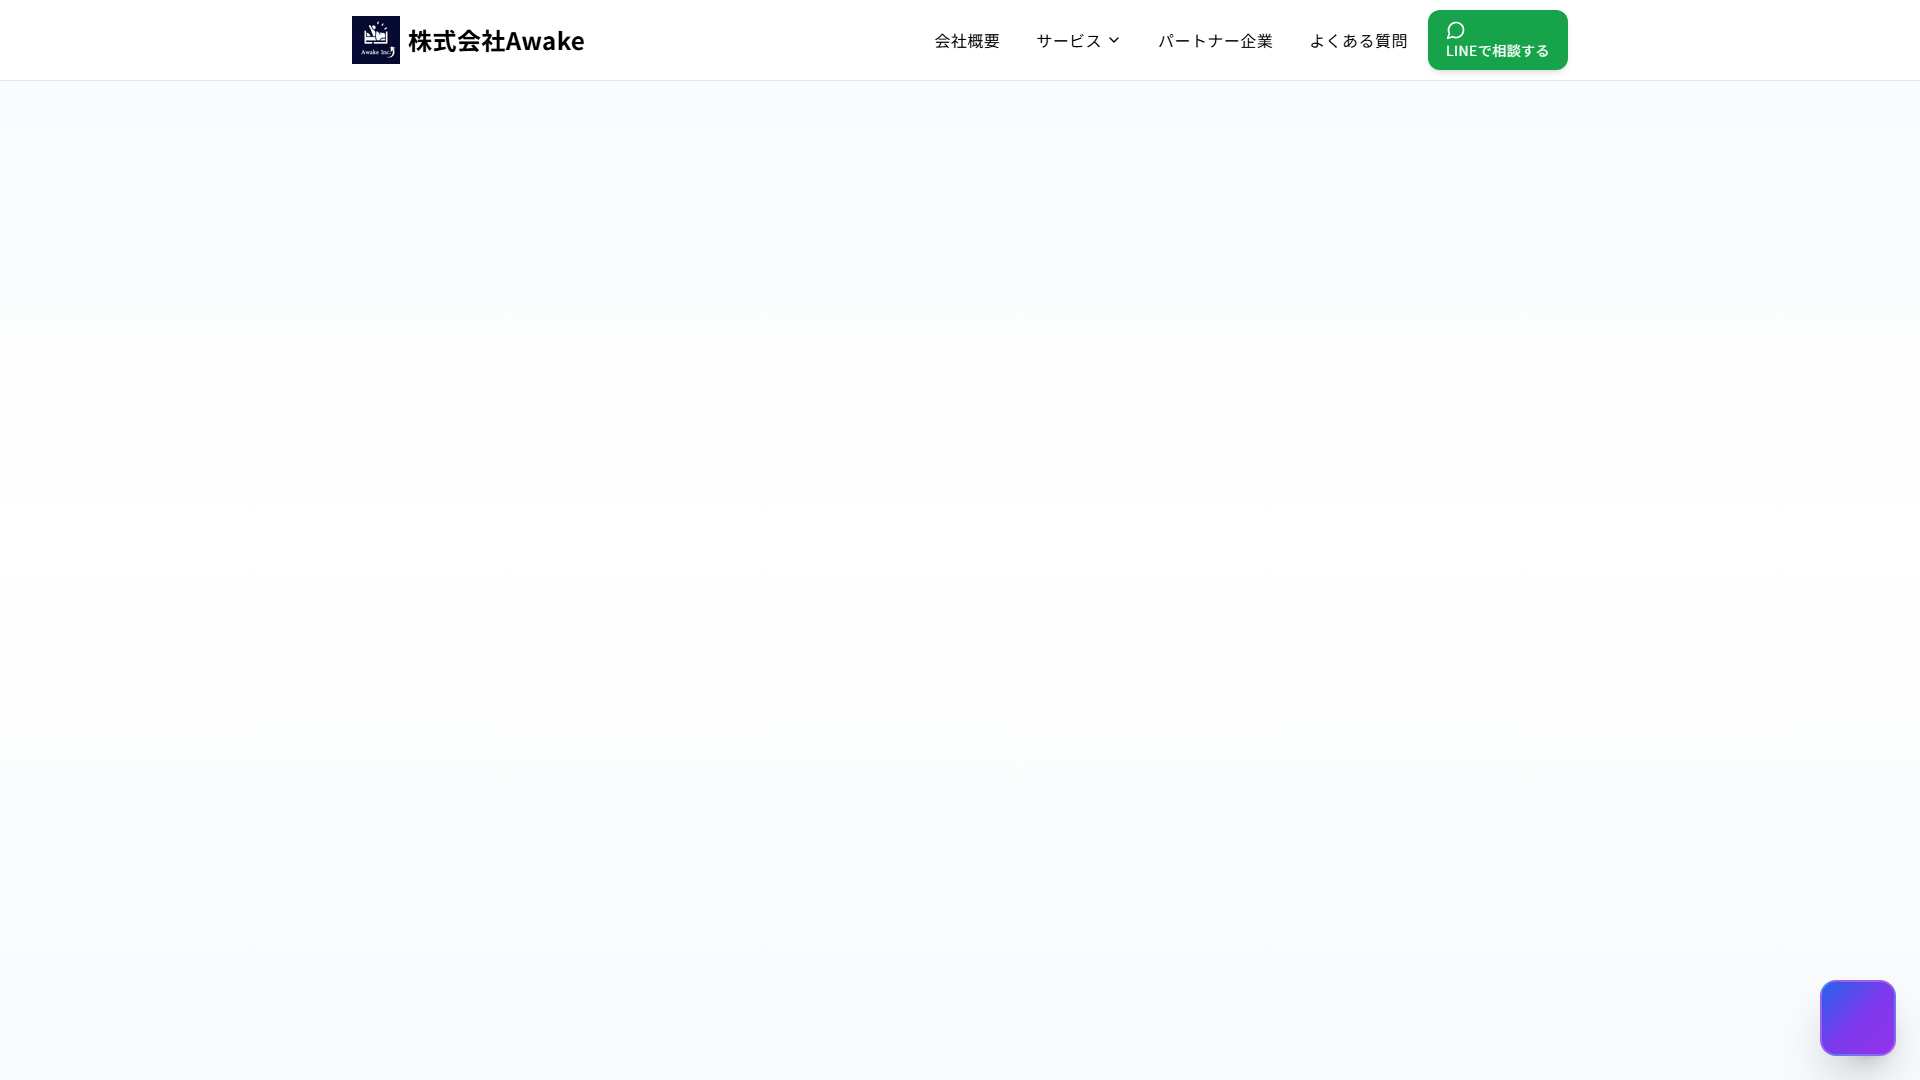 Awake Inc.
株式会社Awake
会社概要
サービス
パートナー企業
よくある質問
LINEで相談する